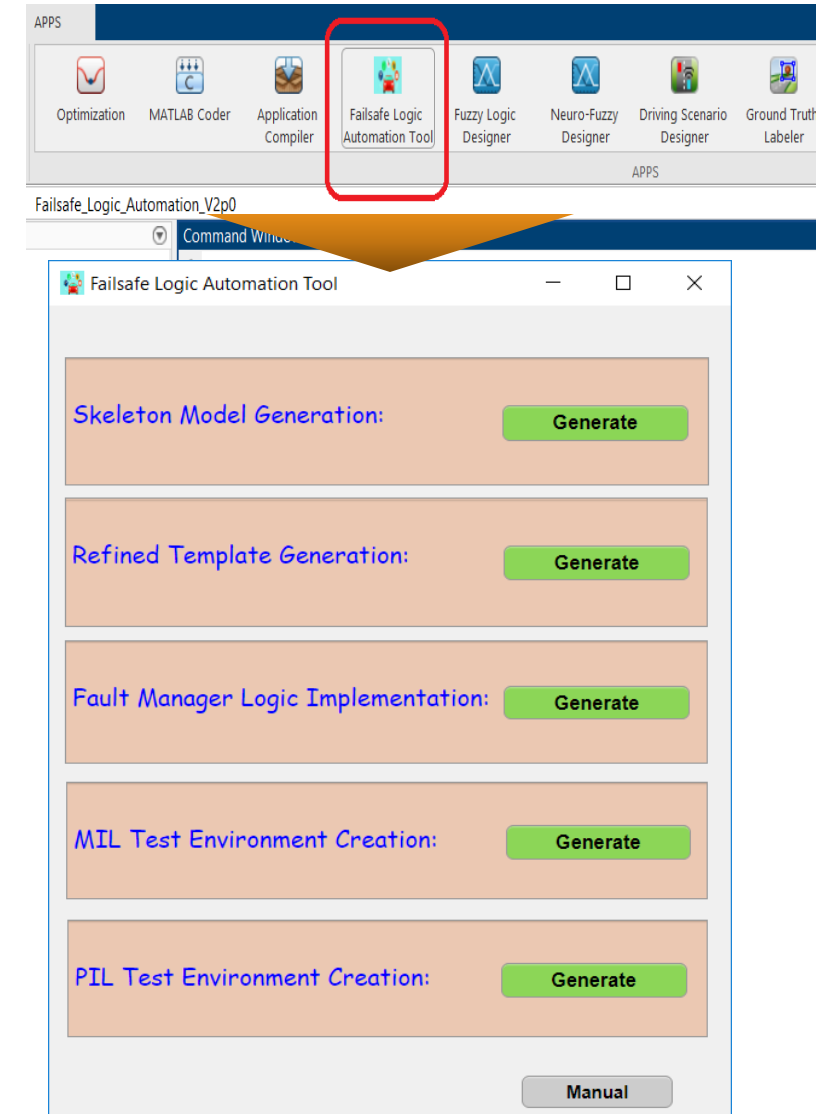 APPS
Optimization
MATLAB Coder
Application
Compiler
Failsafe Logic
Automation Tool
Fuzzy Logic
Designer
Neuro-Fuzzy
Designer
Driving Scenario
Designer
Ground Truth
Labeler
APPS
Failsafe_Logic_Automation_V2p0
Command
Failsafe Logic Automation Tool
Skeleton Model Generation:
Generate
Refined Template Generation:
Generate
Fault Manager Logic Implementation:
Generate
MIL Test Environment Creation:
Generate
PIL Test Environment Creation:
Generate
Manual